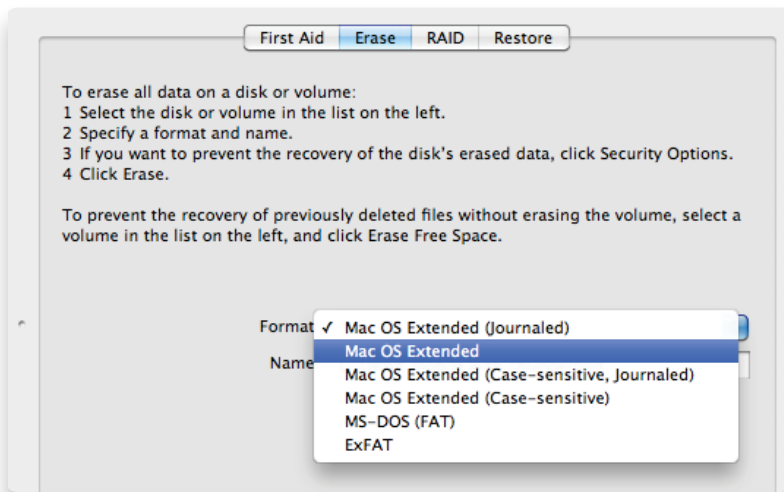 First Aid Erase RAID Restore
To erase all data on a disk or volume:
1 Select the disk or volume in the list on the left.
2 Specify a format and name.
3 If you want to prevent the recovery of the disk's erased data, click Security Options.
4 Click Erase.
To prevent the recovery of previously deleted files without erasing the volume, select a
volume in the list on the left, and click Erase Free Space.
Format ✓ Mac OS Extended (Journaled)
Mac OS Extended
Name
Mac OS Extended (Case-sensitive, Journaled)
Mac OS Extended (Case-sensitive)
MS-DOS (FAT)
ExFAT